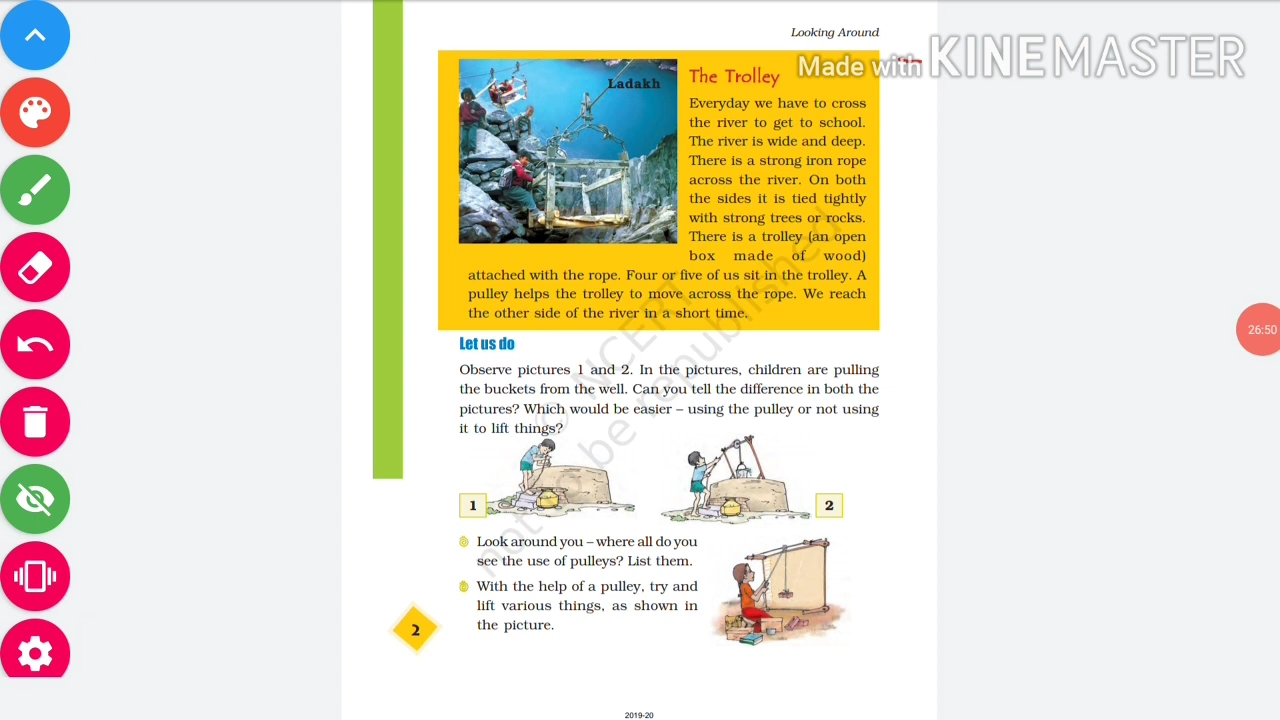 Looking Around
Made with KINEMASTER
Ladakh
The Trolley
Everyday we have to cross
the river to get to school.
The river is wide and deep.
There is a strong iron rope
across the river. On both
the sides it is tied tightly
with strong trees or rocks.
There is a trolley (an open
box made of wood)
attached with the rope. Four or five of us sit in the trolley. A
pulley helps the trolley to move across the rope. We reach
the other side of the river in a short time.
Let us do
Observe pictures 1 and 2. In the pictures, children are pulling
the buckets from the well. Can you tell the difference in both the
pictures? Which would be easier – using the pulley or not using
it to lift things?
1
2
Look around you – where all do you
see the use of pulleys? List them.
With the help of a pulley, try and
lift various things, as shown in
the picture.
2
© NCERT
not to be republished
2019-20
26:50